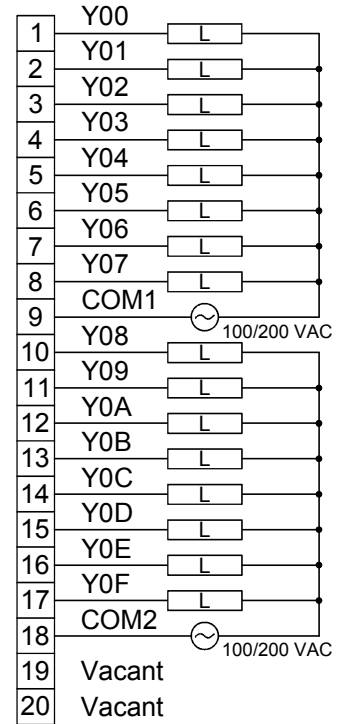 1 Y00 L
2 Y01 L
3 Y02 L
4 Y03 L
5 Y04 L
6 Y05 L
7 Y06 L
8 Y07 L
9 COM1 100/200 VAC
10 Y08 L
11 Y09 L
12 Y0A L
13 Y0B L
14 Y0C L
15 Y0D L
16 Y0E L
17 Y0F L
18 COM2 100/200 VAC
19 Vacant
20 Vacant